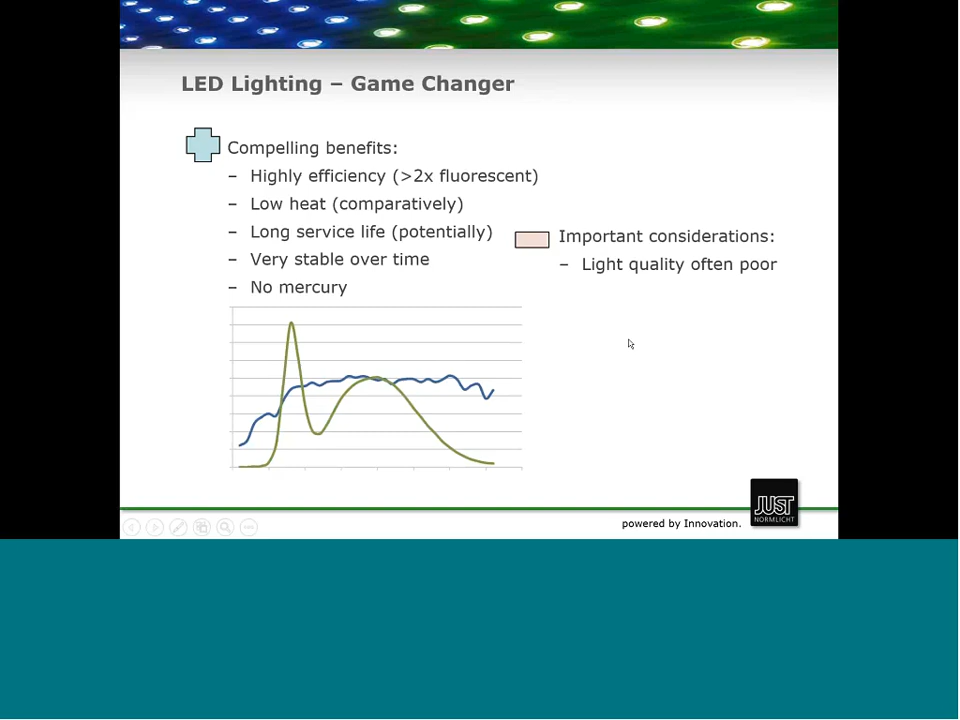 LED Lighting – Game Changer
Compelling benefits:
– Highly efficiency (>2x fluorescent)
– Low heat (comparatively)
– Long service life (potentially)
– Very stable over time
– No mercury
Important considerations:
– Light quality often poor
JUST
NORMLICHT
powered by Innovation.